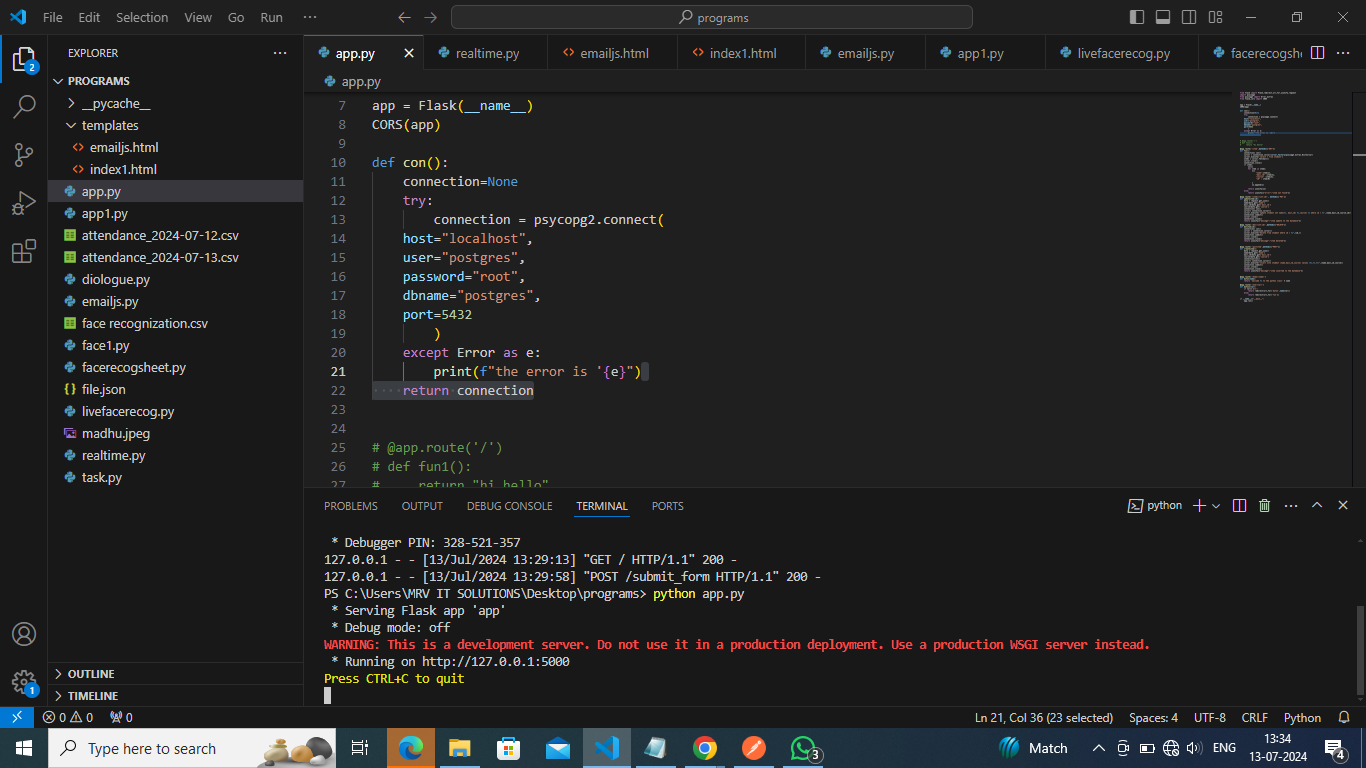 File Edit Selection View Go Run ··· programs
EXPLORER ···
PROGRAMS
__pycache__
templates
emailjs.html
index1.html
app.py
app1.py
attendance_2024-07-12.csv
attendance_2024-07-13.csv
diologue.py
emailjs.py
face recognization.csv
face1.py
facerecogsheet.py
file.json
livefacerecog.py
madhu.jpeg
realtime.py
task.py
OUTLINE
TIMELINE
2
1
app.py realtime.py emailjs.html index1.html emailjs.py app1.py livefacerecog.py facerecogshe ···
app.py
7 app = Flask(__name__)
8 CORS(app)
9
10 def con():
11 connection=None
12 try:
13 connection = psycopg2.connect(
14 host="localhost",
15 user="postgres",
16 password="root",
17 dbname="postgres",
18 port=5432
19 )
20 except Error as e:
21 print(f"the error is '{e}")
22 return connection
23
24
25 # @app.route('/')
26 # def fun1():
27 # return "hi hello"
PROBLEMS OUTPUT DEBUG CONSOLE TERMINAL PORTS python ···
* Debugger PIN: 328-521-357
127.0.0.1 - - [13/Jul/2024 13:29:13] "GET / HTTP/1.1" 200 -
127.0.0.1 - - [13/Jul/2024 13:29:58] "POST /submit_form HTTP/1.1" 200 -
PS C:\Users\MRV IT SOLUTIONS\Desktop\programs> python app.py
* Serving Flask app 'app'
* Debug mode: off
WARNING: This is a development server. Do not use it in a production deployment. Use a production WSGI server instead.
* Running on http://127.0.0.1:5000
Press CTRL+C to quit
0 0 0 Ln 21, Col 36 (23 selected) Spaces: 4 UTF-8 CRLF Python
Type here to search 3 Match ENG 13:34
13-07-2024 4